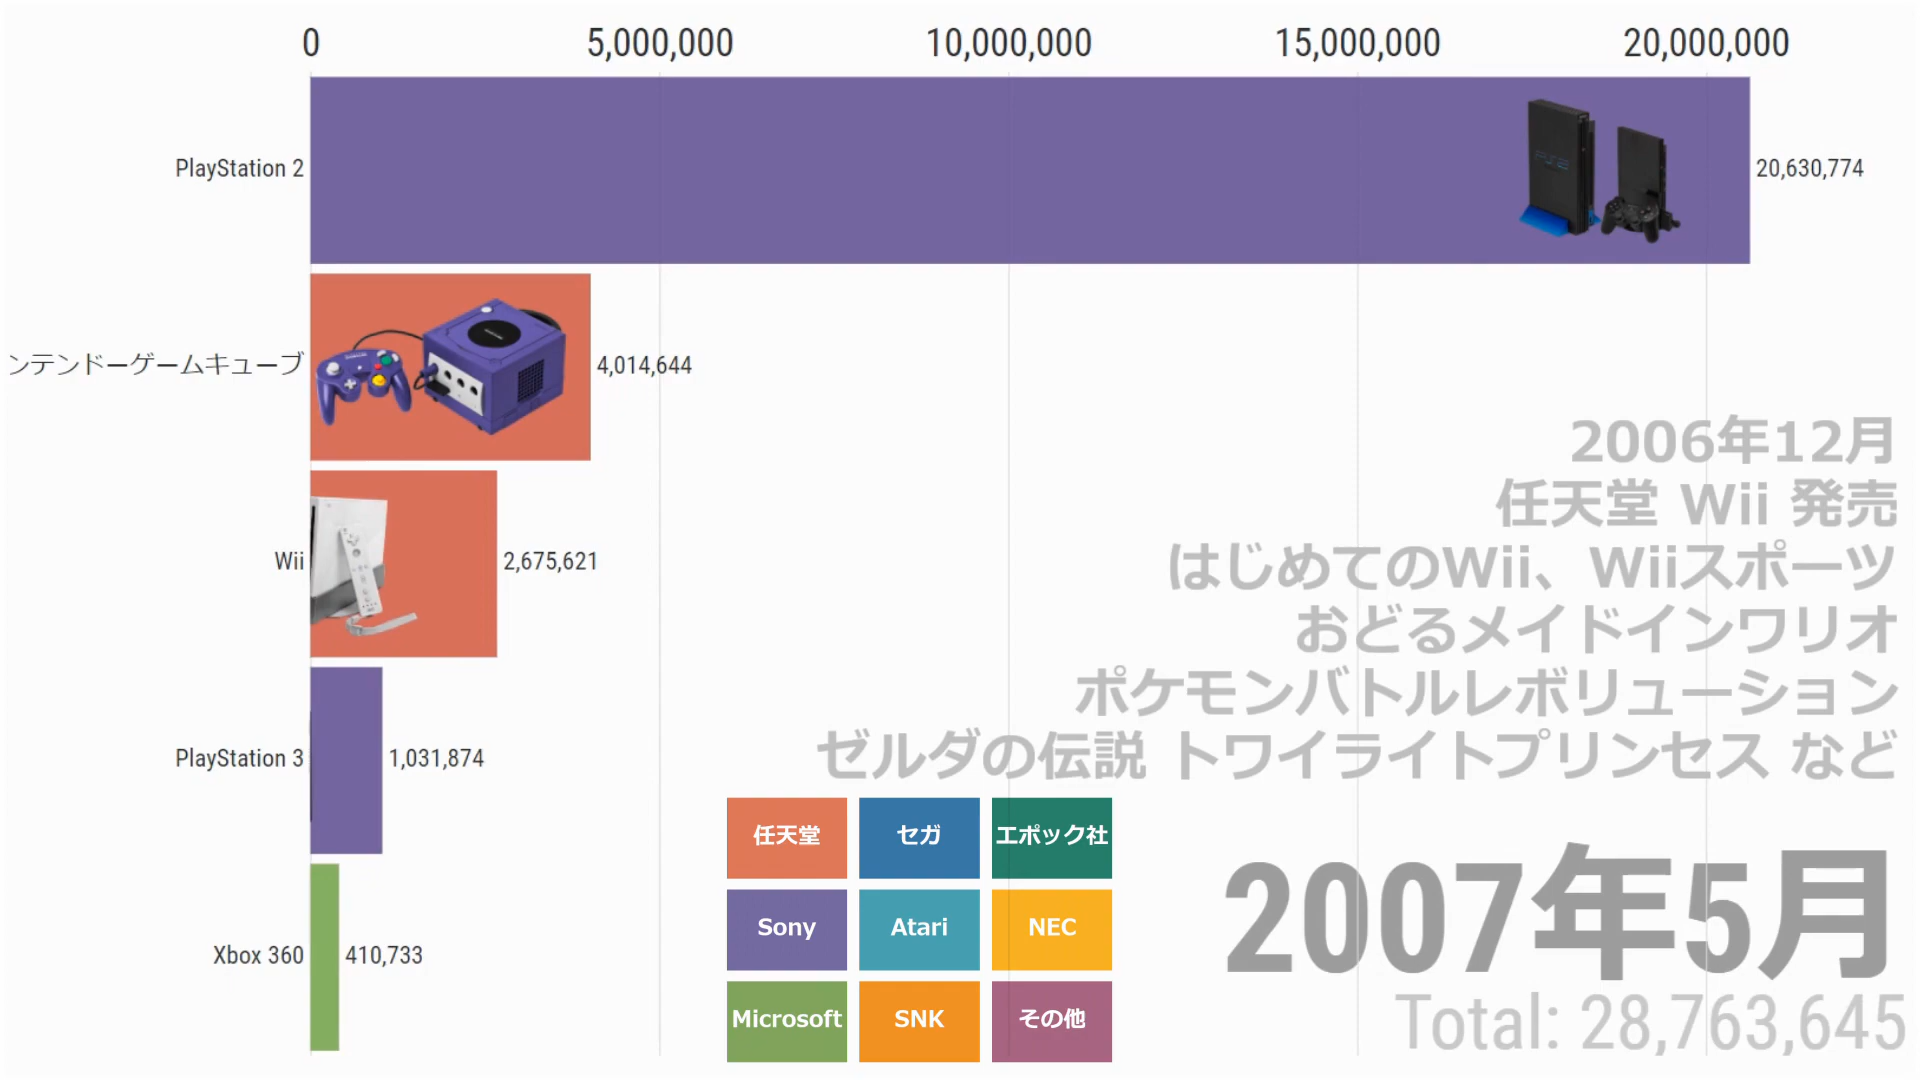 0 5,000,000 10,000,000 15,000,000 20,000,000
PlayStation 2 20,630,774
ンテンドーゲームキューブ 4,014,644
Wii 2,675,621
PlayStation 3 1,031,874
Xbox 360 410,733
2006年12月
任天堂 Wii 発売
はじめてのWii、Wiiスポーツ
おどるメイドインワリオ
ポケモンバトルレボリューション
ゼルダの伝説 トワイライトプリンセス など
任天堂 セガ エポック社
Sony Atari NEC
Microsoft SNK その他
2007年5月
Total: 28,763,645